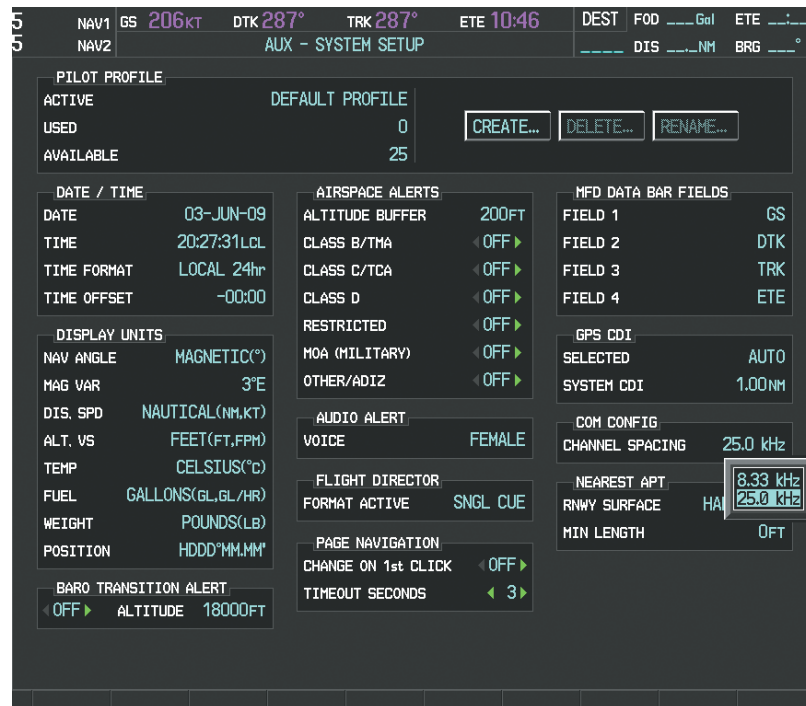 5 NAV1 GS 206KT DTK 287° TRK 287° ETE 10:46 DEST FOD ___Gal ETE __:__
5 NAV2 AUX - SYSTEM SETUP ____ DIS __._NM BRG ___°
PILOT PROFILE
ACTIVE DEFAULT PROFILE
USED 0
AVAILABLE 25
CREATE... DELETE... RENAME...
DATE / TIME
DATE 03-JUN-09
TIME 20:27:31LCL
TIME FORMAT LOCAL 24hr
TIME OFFSET -00:00
DISPLAY UNITS
NAV ANGLE MAGNETIC(°)
MAG VAR 3°E
DIS, SPD NAUTICAL(NM,KT)
ALT, VS FEET(FT,FPM)
TEMP CELSIUS(°C)
FUEL GALLONS(GL,GL/HR)
WEIGHT POUNDS(LB)
POSITION HDDD°MM.MM'
BARO TRANSITION ALERT
OFF ALTITUDE 18000FT
AIRSPACE ALERTS
ALTITUDE BUFFER 200FT
CLASS B/TMA OFF
CLASS C/TCA OFF
CLASS D OFF
RESTRICTED OFF
MOA (MILITARY) OFF
OTHER/ADIZ OFF
AUDIO ALERT
VOICE FEMALE
FLIGHT DIRECTOR
FORMAT ACTIVE SNGL CUE
PAGE NAVIGATION
CHANGE ON 1st CLICK OFF
TIMEOUT SECONDS 3
MFD DATA BAR FIELDS
FIELD 1 GS
FIELD 2 DTK
FIELD 3 TRK
FIELD 4 ETE
GPS CDI
SELECTED AUTO
SYSTEM CDI 1.00NM
COM CONFIG
CHANNEL SPACING 25.0 kHz
8.33 kHz
25.0 kHz
NEAREST APT
RNWY SURFACE HA
MIN LENGTH 0FT